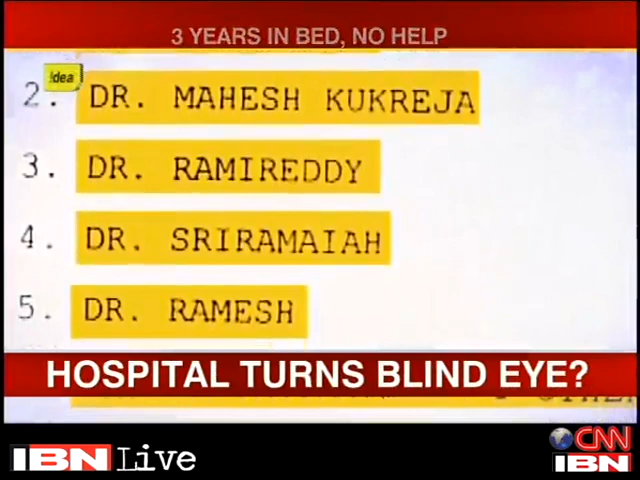 3 YEARS IN BED, NO HELP
!dea
2. DR. MAHESH KUKREJA
3. DR. RAMIREDDY
4. DR. SRIRAMAIAH
5. DR. RAMESH
HOSPITAL TURNS BLIND EYE?
IBN Live
CNN
IBN